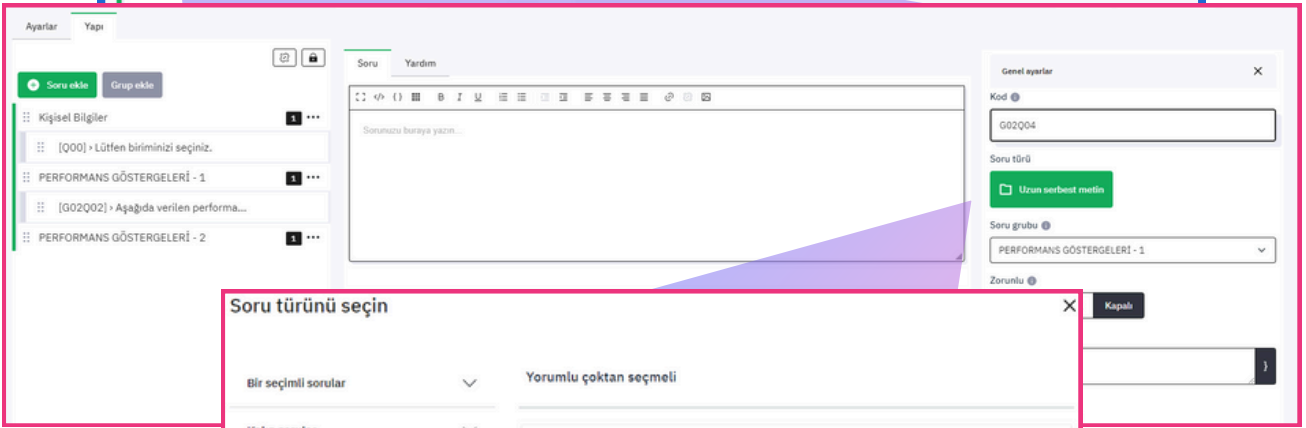 Ayarlar
Yapı
Soru ekle
Grup ekle
Kişisel Bilgiler
1
[Q00] › Lütfen biriminizi seçiniz.
PERFORMANS GÖSTERGELERİ - 1
1
[G02Q02] › Aşağıda verilen performa...
PERFORMANS GÖSTERGELERİ - 2
1
Soru
Yardım
B I U
Sorunuzu buraya yazın...
Genel ayarlar
Kod
G02Q04
Soru türü
Uzun serbest metin
Soru grubu
PERFORMANS GÖSTERGELERİ - 1
Zorunlu
Kapalı
}
Soru türünü seçin
Bir seçimli sorular
Yorumlu çoktan seçmeli